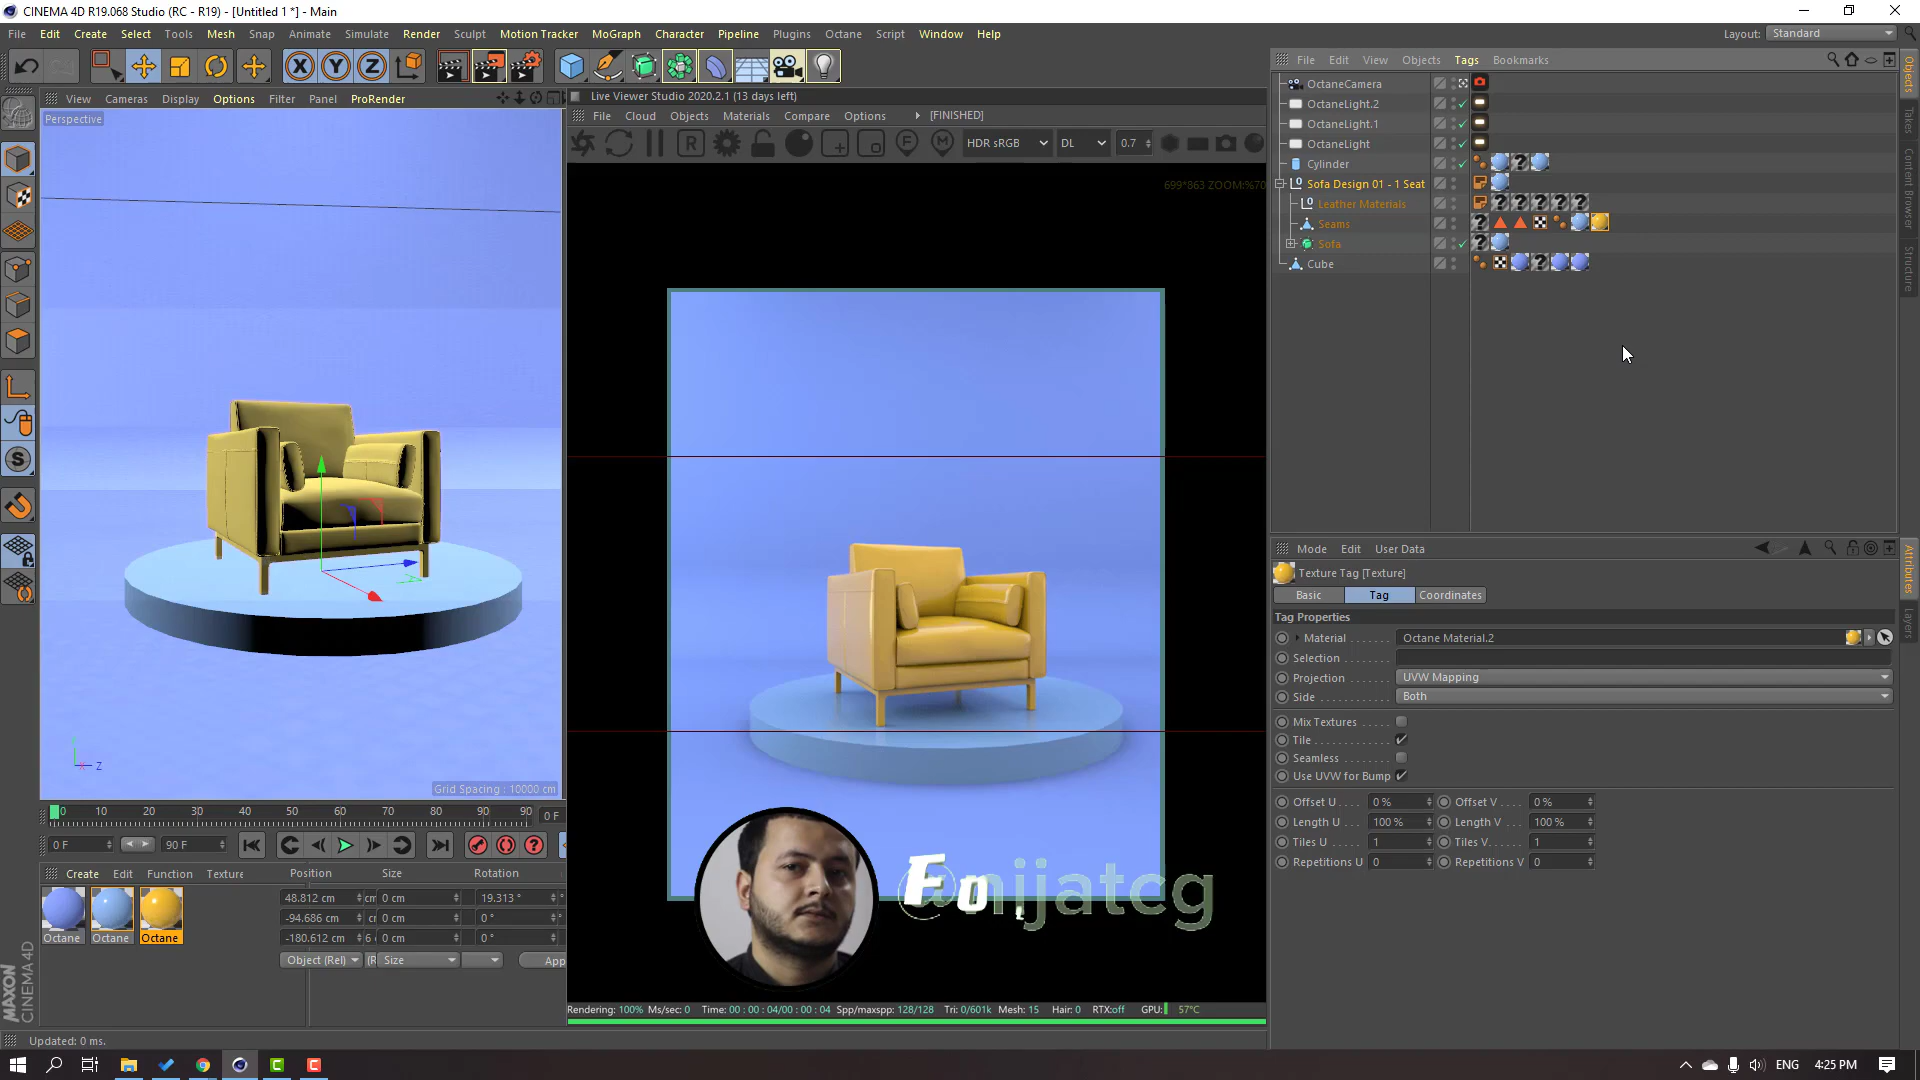 CINEMA 4D R19.068 Studio (RC - R19) - [Untitled 1 *] - Main
File Edit Create Select Tools Mesh Snap Animate Simulate Render Sculpt Motion Tracker MoGraph Character Pipeline Plugins Octane Script Window Help
Layout: Standard
X Y Z
File Edit View Objects Tags Bookmarks
View Cameras Display Options Filter Panel ProRender
Perspective
Live Viewer Studio 2020.2.1 (13 days left)
File Cloud Objects Materials Compare Options [FINISHED]
HDR sRGB DL 0.7
699*863 ZOOM:%70
OctaneCamera
OctaneLight.2
OctaneLight.1
OctaneLight
Cylinder
Sofa Design 01 - 1 Seat
Leather Materials
Seams
Sofa
Cube
Objects
Takes
Content Browser
Structure
Z
Grid Spacing : 10000 cm
Mode Edit User Data
Texture Tag [Texture]
Basic Tag Coordinates
Tag Properties
Material Octane Material.2
Selection
Projection UVW Mapping
Side Both
Mix Textures
Tile
Seamless
Use UVW for Bump
Offset U 0 % Offset V 0 %
Length U 100 % Length V 100 %
Tiles U 1 Tiles V 1
Repetitions U 0 Repetitions V 0
Attributes
Layers
0 10 20 30 40 50 60 70 80 90 0 F
0 F 90 F
Create Edit Function Texture
Octane Octane Octane
Position Size Rotation
48.812 cm 0 cm 19.313 °
-94.686 cm 0 cm 0 °
-180.612 cm 0 cm 0 °
Object (Rel) Size App
@nijatcg
Rendering: 100% Ms/sec: 0 Time: 00 : 00 : 04/00 : 00 : 04 Spp/maxspp: 128/128 Tri: 0/601k Mesh: 15 Hair: 0 RTX:off GPU: 57°C
MAXON CINEMA 4D
Updated: 0 ms.
ENG 4:25 PM